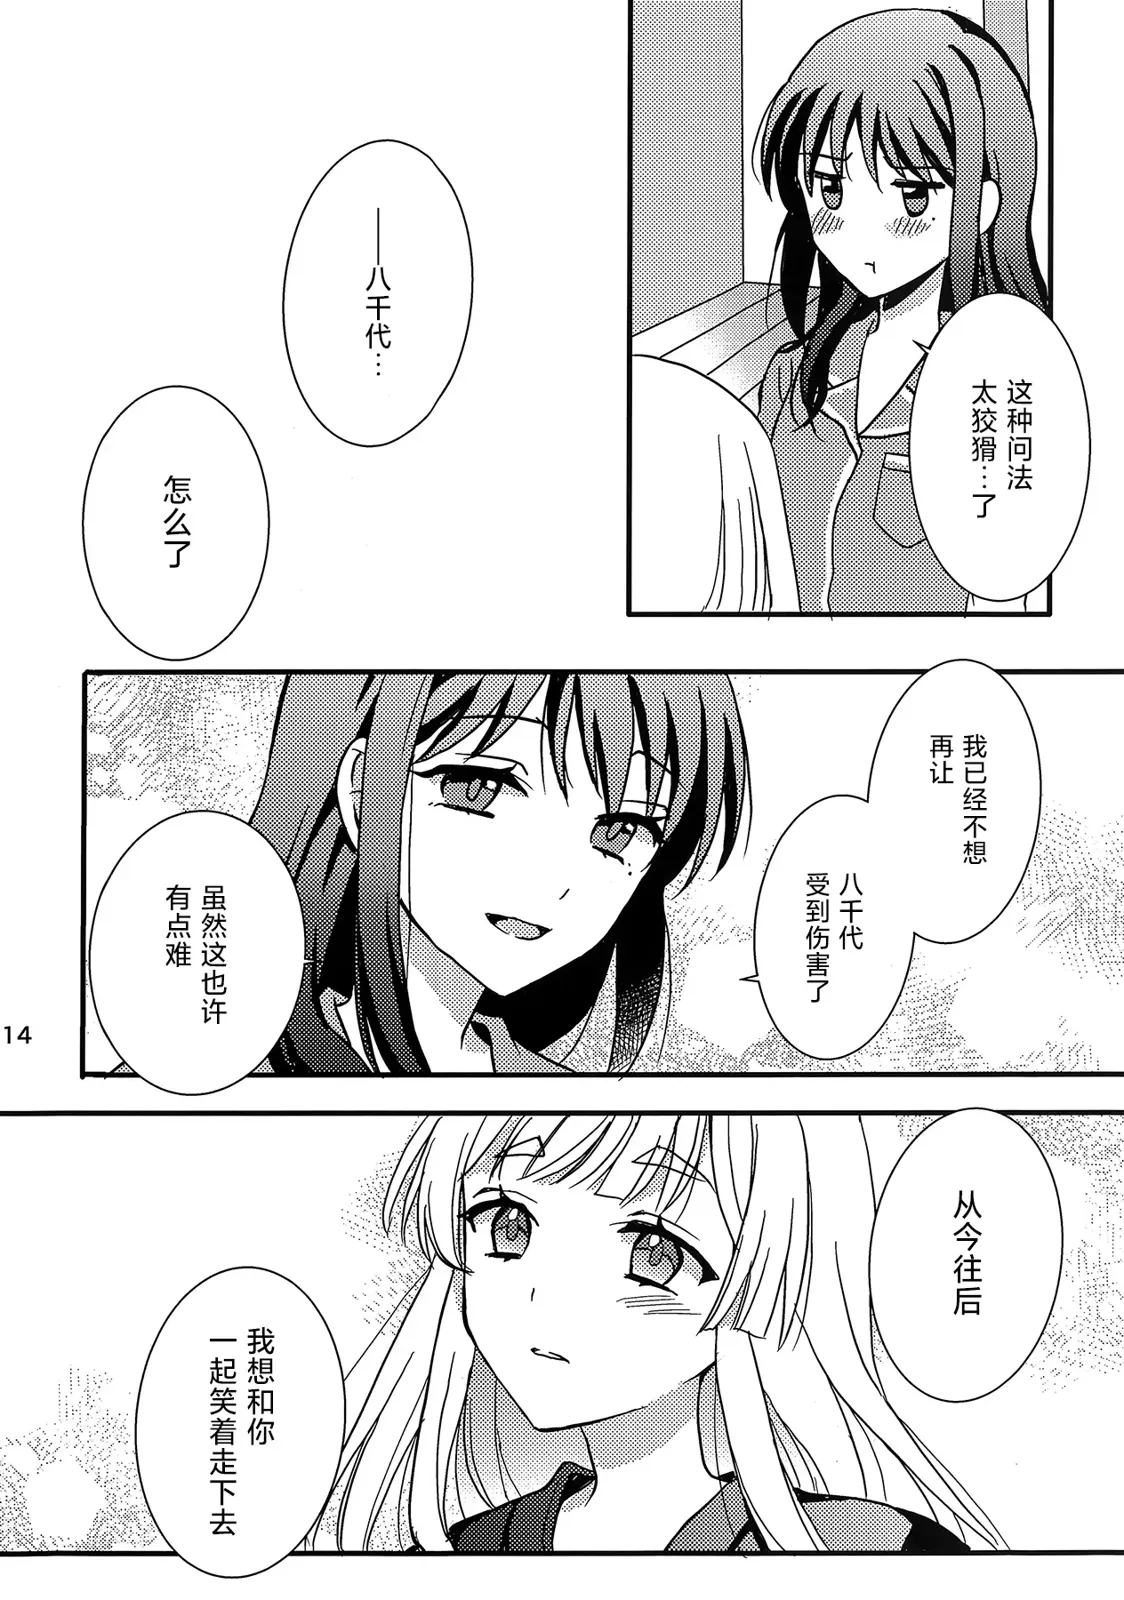 这种问法
太狡猾…了
——八千代…
怎么了
我已经不想
再让
八千代
受到伤害了
虽然这也许
有点难
从今往后
我想和你
一起笑着走下去
14